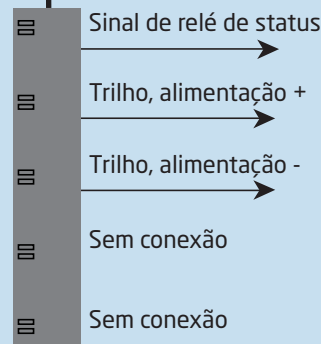 Sinal de relé de status
Trilho, alimentação +
Trilho, alimentação -
Sem conexão
Sem conexão